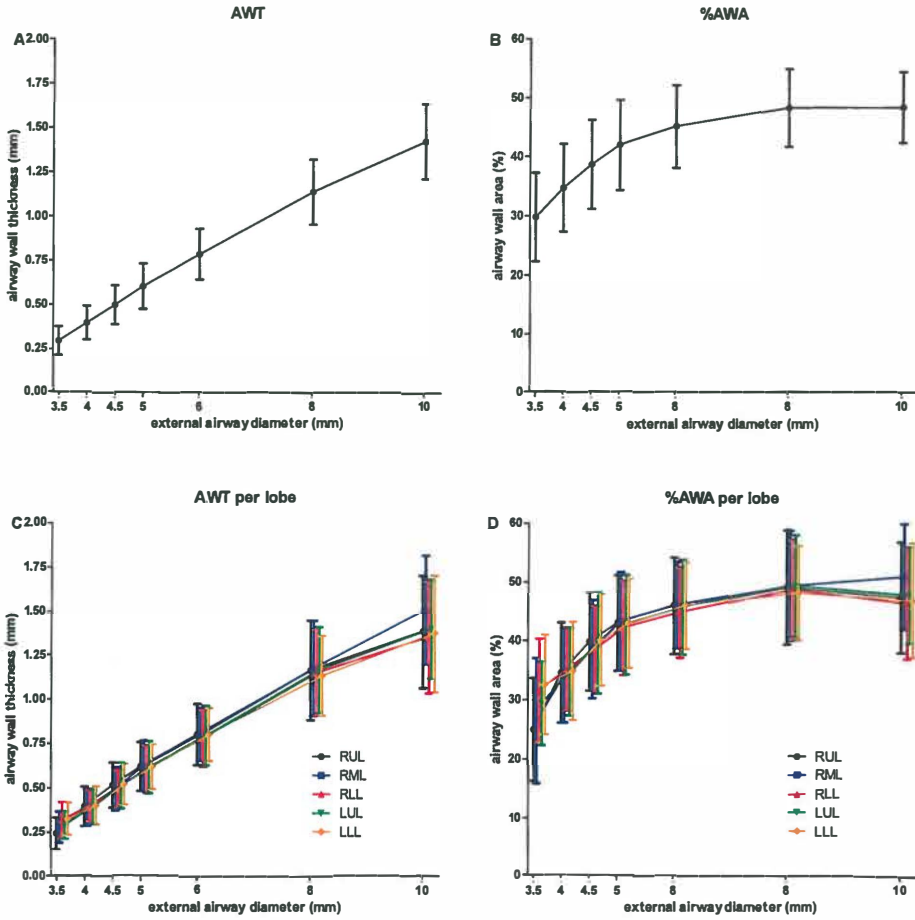 AWT
A
2.00
1.75
1.50
1.25
1.00
0.75
0.50
0.25
0.00
airway wall thickness (mm)
3.5 4 4.5 5 6 8 10
external airway diameter (mm)
%AWA
B
60
50
40
30
20
10
0
airway wall area (%)
3.5 4 4.5 5 6 8 10
external airway diameter (mm)
AWT per lobe
C
2.00
1.75
1.50
1.25
1.00
0.75
0.50
0.25
0.00
airway wall thickness (mm)
RUL
RML
RLL
LUL
LLL
3.5 4 4.5 5 6 8 10
external airway diameter (mm)
%AWA per lobe
D
60
50
40
30
20
10
0
airway wall area (%)
RUL
RML
RLL
LUL
LLL
3.5 4 4.5 5 6 8 10
external airway diameter (mm)